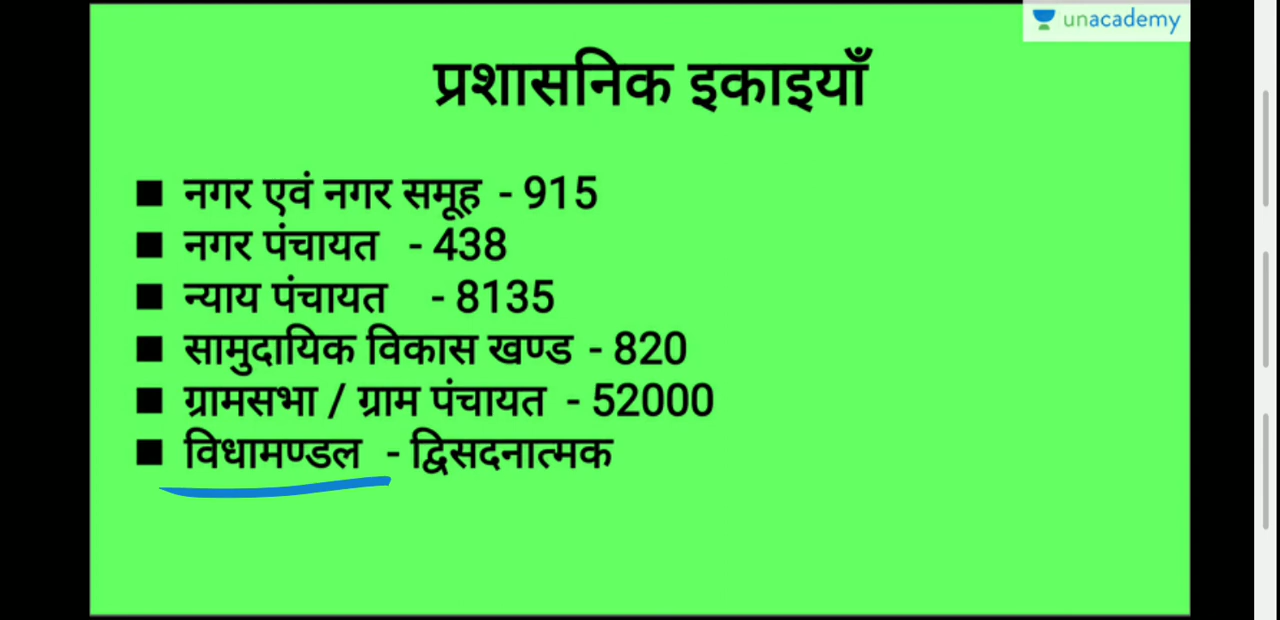 unacademy
प्रशासनिक इकाइयाँ
■ नगर एवं नगर समूह - 915
■ नगर पंचायत - 438
■ न्याय पंचायत - 8135
■ सामुदायिक विकास खण्ड - 820
■ ग्रामसभा / ग्राम पंचायत - 52000
■ विधामण्डल - द्विसदनात्मक